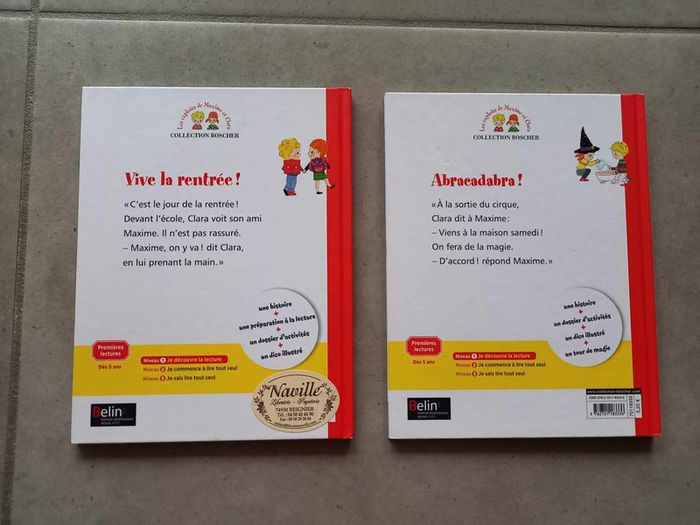 Les exploits de Maxime et Clara
COLLECTION BOSCHER
Vive la rentrée !
«C'est le jour de la rentrée !
Devant l'école, Clara voit son ami
Maxime. Il n'est pas rassuré.
– Maxime, on y va ! dit Clara,
en lui prenant la main.»
une histoire
+
une préparation à la lecture
+
un dossier d'activités
+
un dico illustré
Premières
lectures
Dès 5 ans
Niveau 1 Je découvre la lecture
Niveau 2 Je commence à lire tout seul
Niveau 3 Je sais lire tout seul
Belin:
Naville
Librairie - Papeterie
74930 REIGNIER
Les exploits de Maxime et Clara
COLLECTION BOSCHER
Abracadabra !
«À la sortie du cirque,
Clara dit à Maxime :
– Viens à la maison samedi !
On fera de la magie.
– D'accord ! répond Maxime.»
une histoire
+
un dossier d'activités
+
un dico illustré
+
un tour de magie
Premières
lectures
Dès 5 ans
Niveau 1 Je découvre la lecture
Niveau 2 Je commence à lire tout seul
Niveau 3 Je sais lire tout seul
Belin:
www.collection-boscher.com
5,20 €